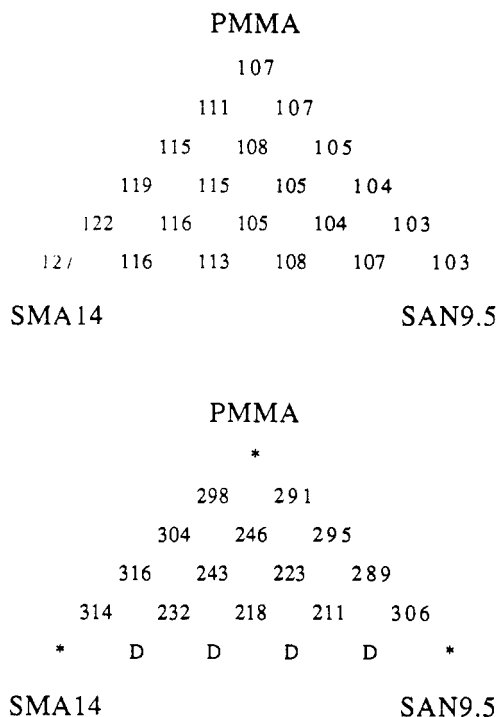 PMMA
107
111 107
115 108 105
119 115 105 104
122 116 105 104 103
116 113 108 107 103
SMA14 SAN9.5
PMMA
*
298 291
304 246 295
316 243 223 289
314 232 218 211 306
* D D D D *
SMA14 SAN9.5